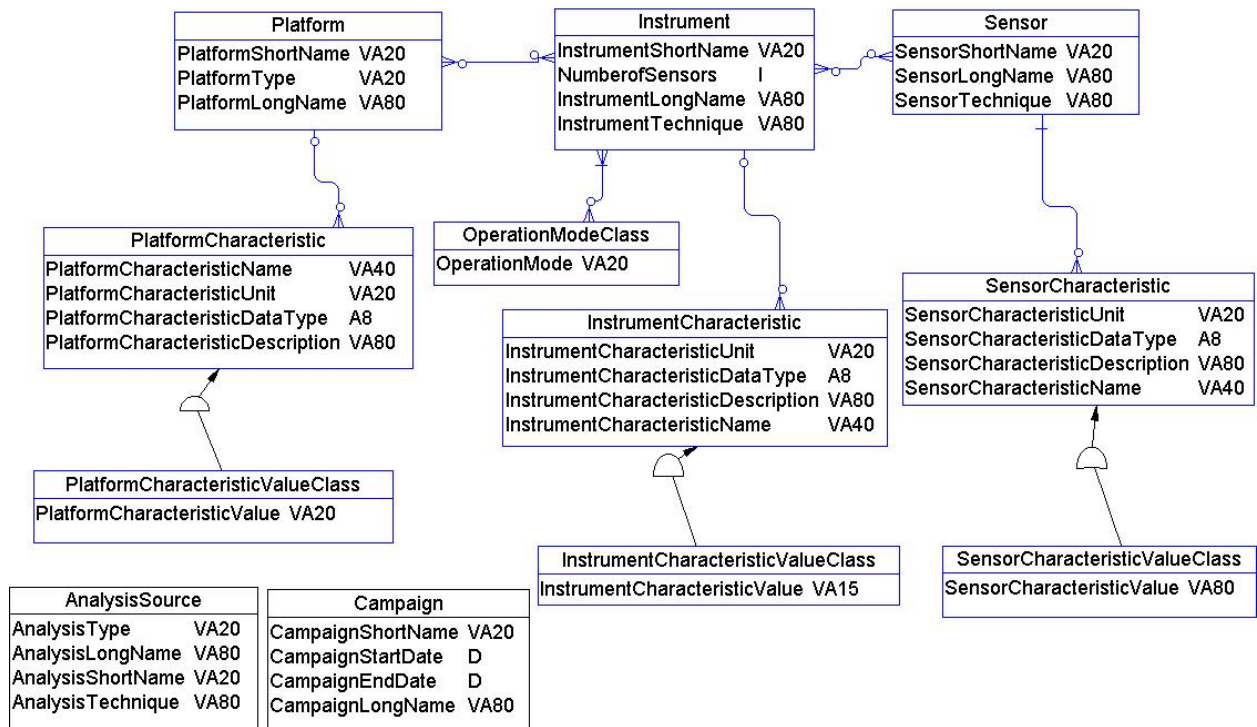 Platform
PlatformShortName VA20
PlatformType VA20
PlatformLongName VA80
Instrument
InstrumentShortName VA20
NumberofSensors I
InstrumentLongName VA80
InstrumentTechnique VA80
Sensor
SensorShortName VA20
SensorLongName VA80
SensorTechnique VA80
PlatformCharacteristic
PlatformCharacteristicName VA40
PlatformCharacteristicUnit VA20
PlatformCharacteristicDataType A8
PlatformCharacteristicDescription VA80
OperationModeClass
OperationMode VA20
InstrumentCharacteristic
InstrumentCharacteristicUnit VA20
InstrumentCharacteristicDataType A8
InstrumentCharacteristicDescription VA80
InstrumentCharacteristicName VA40
SensorCharacteristic
SensorCharacteristicUnit VA20
SensorCharacteristicDataType A8
SensorCharacteristicDescription VA80
SensorCharacteristicName VA40
PlatformCharacteristicValueClass
PlatformCharacteristicValue VA20
InstrumentCharacteristicValueClass
InstrumentCharacteristicValue VA15
SensorCharacteristicValueClass
SensorCharacteristicValue VA80
AnalysisSource
AnalysisType VA20
AnalysisLongName VA80
AnalysisShortName VA20
AnalysisTechnique VA80
Campaign
CampaignShortName VA20
CampaignStartDate D
CampaignEndDate D
CampaignLongName VA80